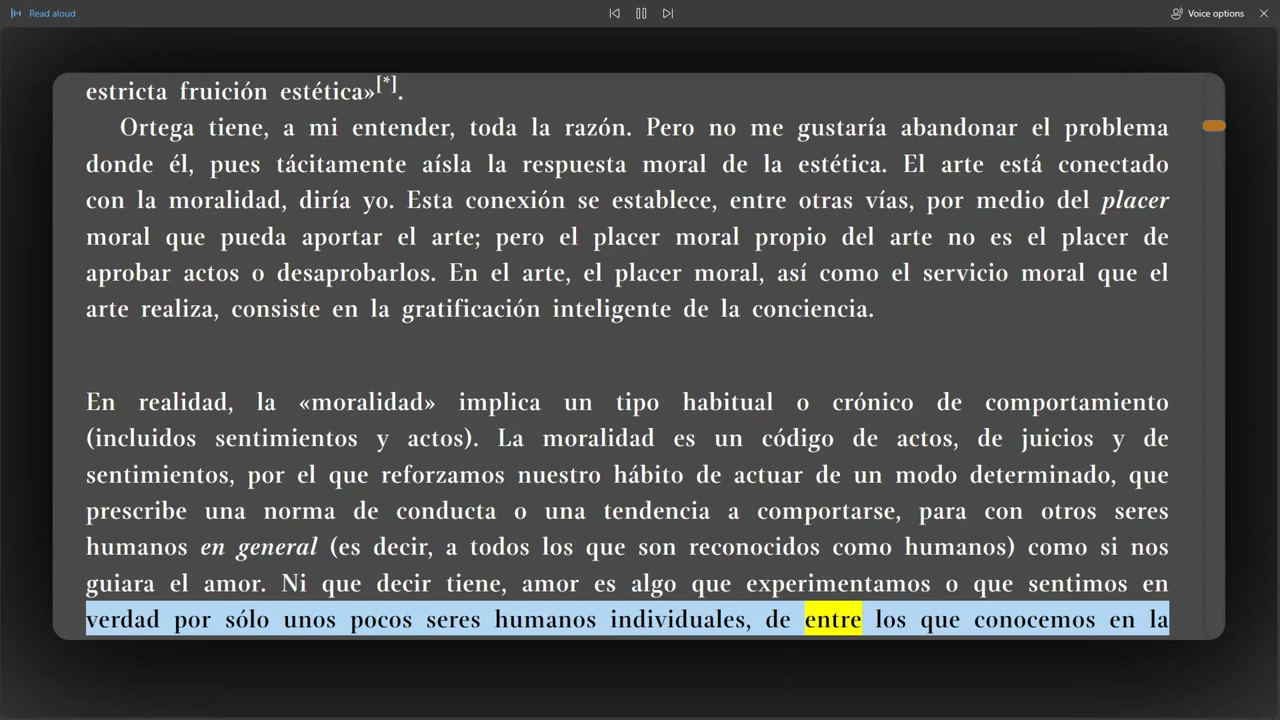 Read aloud
Voice options
estricta fruición estética»[*].
Ortega tiene, a mi entender, toda la razón. Pero no me gustaría abandonar el problema
donde él, pues tácitamente aísla la respuesta moral de la estética. El arte está conectado
con la moralidad, diría yo. Esta conexión se establece, entre otras vías, por medio del placer
moral que pueda aportar el arte; pero el placer moral propio del arte no es el placer de
aprobar actos o desaprobarlos. En el arte, el placer moral, así como el servicio moral que el
arte realiza, consiste en la gratificación inteligente de la conciencia.
En realidad, la «moralidad» implica un tipo habitual o crónico de comportamiento
(incluidos sentimientos y actos). La moralidad es un código de actos, de juicios y de
sentimientos, por el que reforzamos nuestro hábito de actuar de un modo determinado, que
prescribe una norma de conducta o una tendencia a comportarse, para con otros seres
humanos en general (es decir, a todos los que son reconocidos como humanos) como si nos
guiara el amor. Ni que decir tiene, amor es algo que experimentamos o que sentimos en
verdad por sólo unos pocos seres humanos individuales, de entre los que conocemos en la